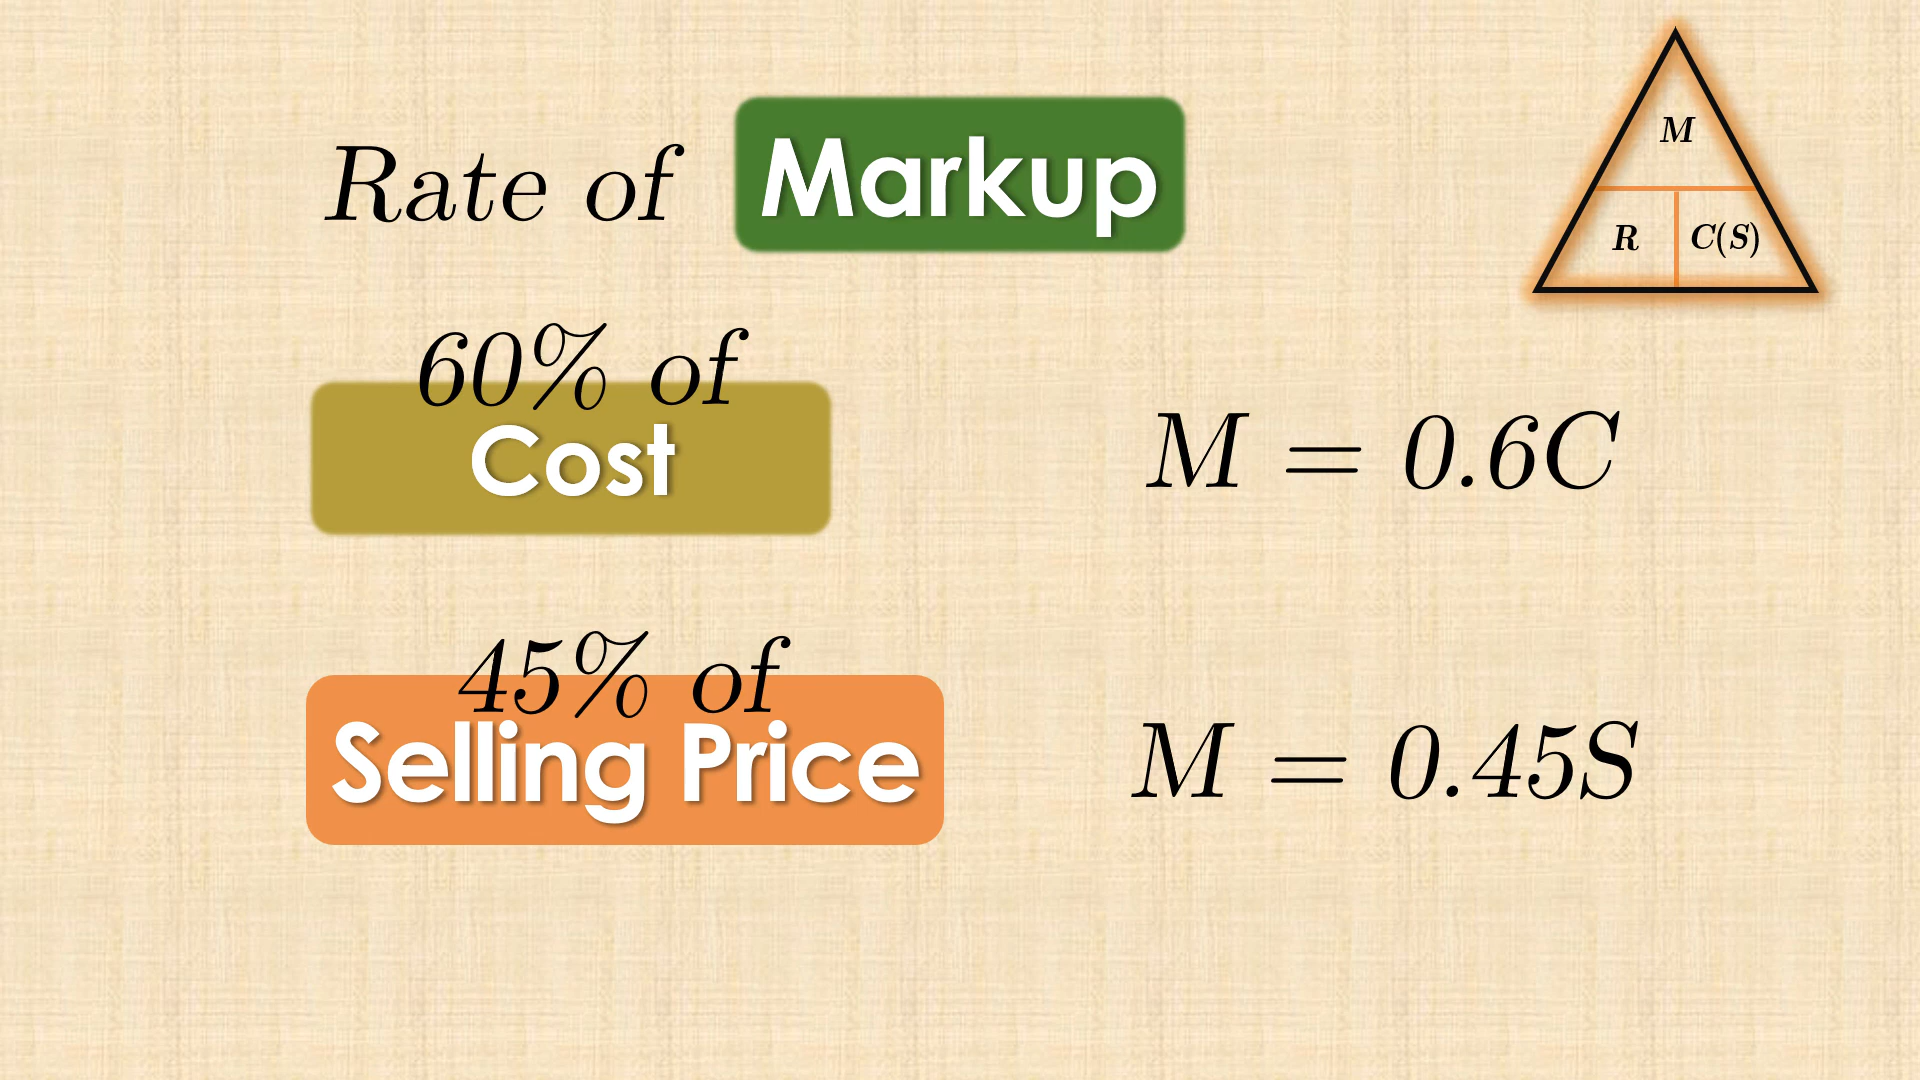 Rate of Markup
M
R C(S)
60% of
Cost
M = 0.6C
45% of
Selling Price
M = 0.45S